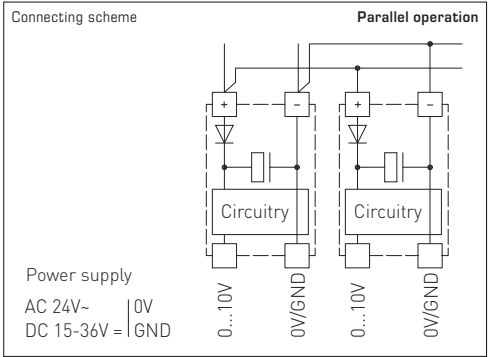 Connecting scheme
Parallel operation
+ - + -
Circuitry Circuitry
Power supply
AC 24V~ 0V
DC 15-36V = GND
0...10V
0V/GND
0...10V
0V/GND